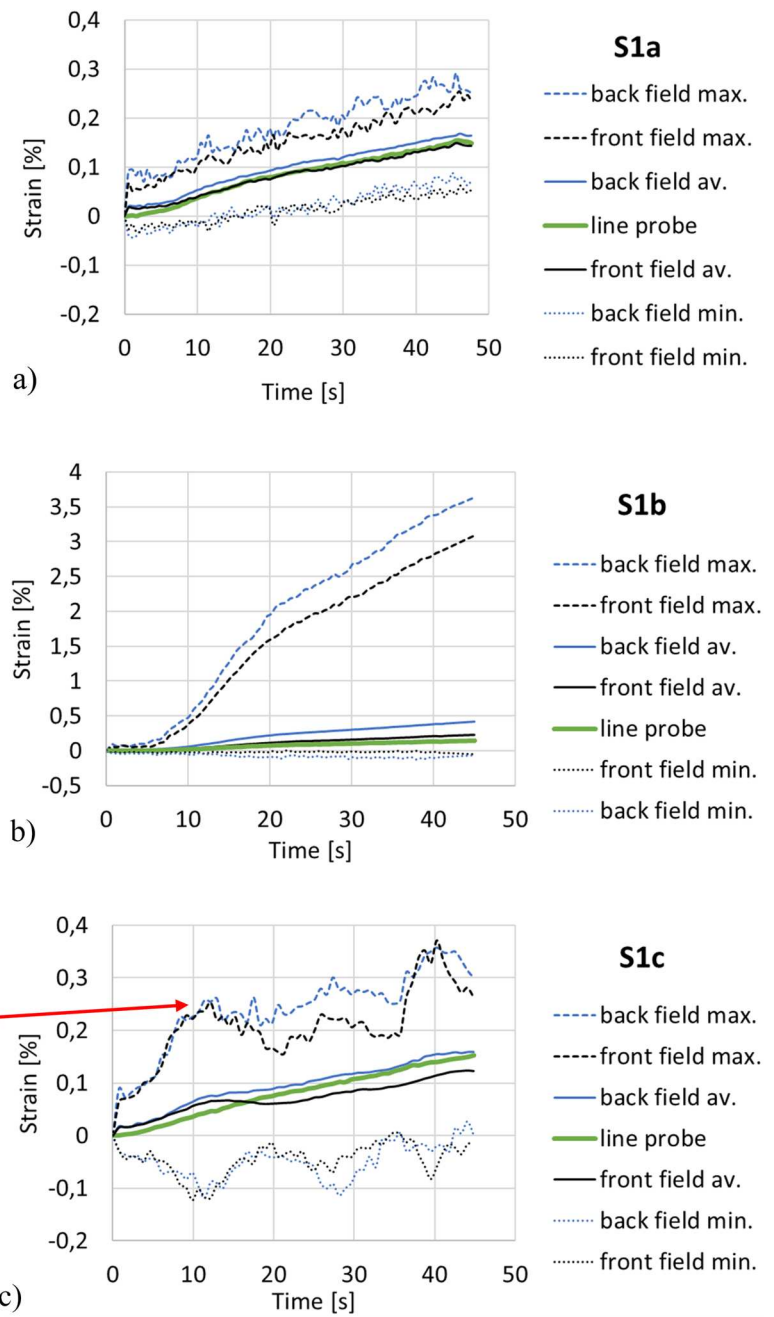 0,4
0,3
0,2
0,1
0
-0,1
-0,2
Strain [%]
0 10 20 30 40 50
Time [s]
a)
S1a
back field max.
front field max.
back field av.
line probe
front field av.
back field min.
front field min.
4
3,5
3
2,5
2
1,5
1
0,5
0
-0,5
Strain [%]
0 10 20 30 40 50
Time [s]
b)
S1b
back field max.
front field max.
back field av.
front field av.
line probe
front field min.
back field min.
0,4
0,3
0,2
0,1
0
-0,1
-0,2
Strain [%]
0 10 20 30 40 50
Time [s]
c)
S1c
back field max.
front field max.
back field av.
line probe
front field av.
back field min.
front field min.